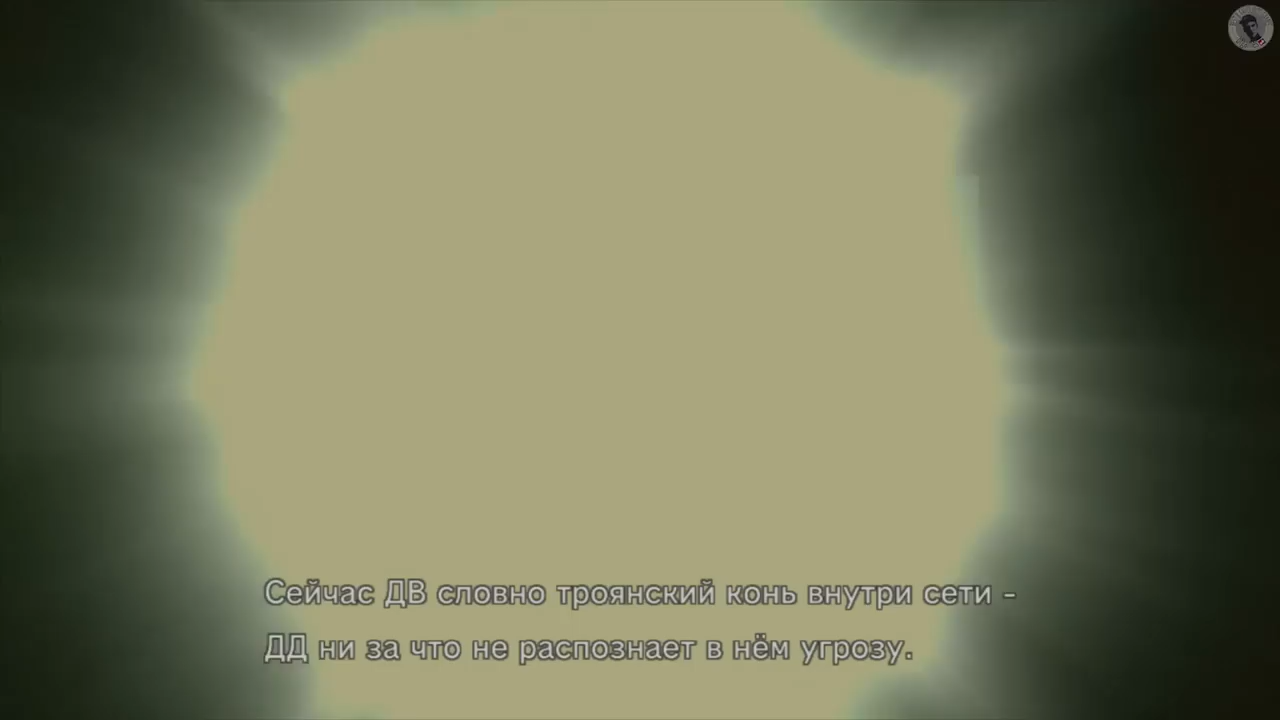 Сейчас ДВ словно троянский конь внутри сети -
ДД ни за что не распознает в нём угрозу.